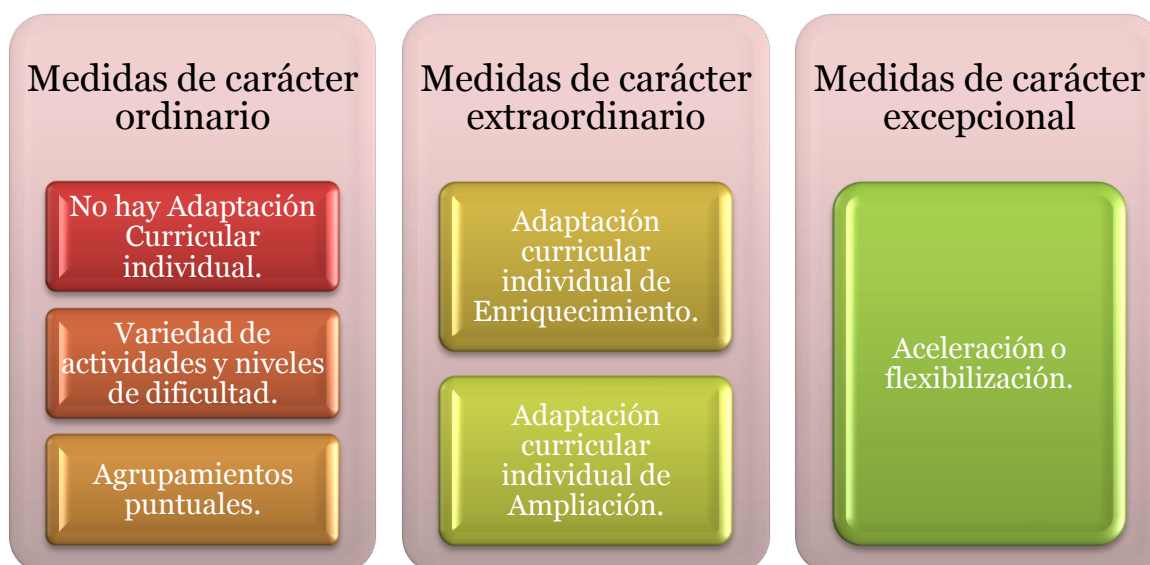 Medidas de carácter
ordinario
No hay Adaptación
Curricular
individual.
Variedad de
actividades y niveles
de dificultad.
Agrupamientos
puntuales.
Medidas de carácter
extraordinario
Adaptación
curricular
individual de
Enriquecimiento.
Adaptación
curricular
individual de
Ampliación.
Medidas de carácter
excepcional
Aceleración o
flexibilización.